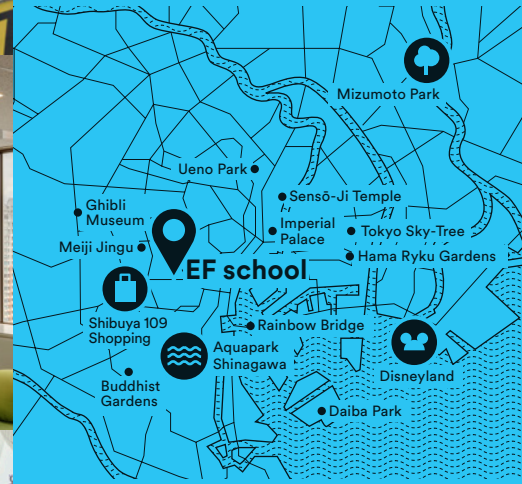 Mizumoto Park
Ueno Park
Sensō-Ji Temple
Ghibli
Museum
Imperial
Palace
Tokyo Sky-Tree
Meiji Jingu
Hama Ryku Gardens
EF school
Shibuya 109
Shopping
Rainbow Bridge
Aquapark
Shinagawa
Disneyland
Buddhist
Gardens
Daiba Park